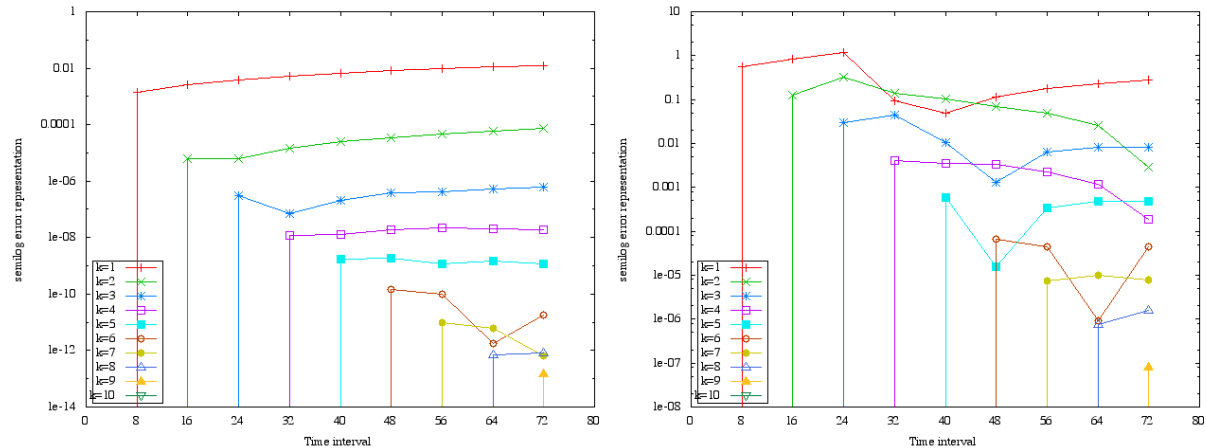 1
0.01
0.0001
1e-06
1e-08
1e-10
1e-12
1e-14
semilog error representation
k=1
k=2
k=3
k=4
k=5
k=6
k=7
k=8
k=9
k=10
0 8 16 24 32 40 48 56 64 72 80
Time interval
10
1
0.1
0.01
0.001
0.0001
1e-05
1e-06
1e-07
1e-08
semilog error representation
k=1
k=2
k=3
k=4
k=5
k=6
k=7
k=8
k=9
k=10
0 8 16 24 32 40 48 56 64 72 80
Time interval